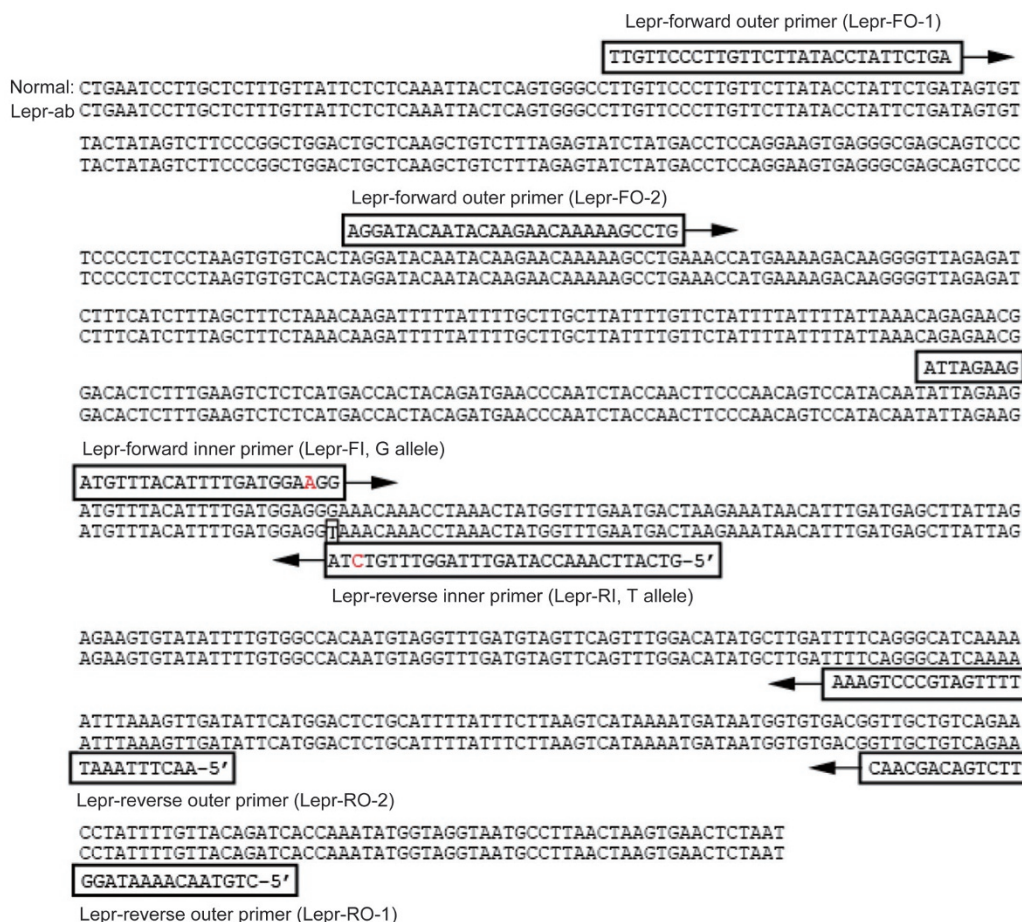 Lepr-forward outer primer (Lepr-FO-1)
TTGTTCCCTTGTTCTTATACCTATTCTGA
Normal: CTGAATCCTTGCTCTTTGTTATTCTCTCAAATTACTCAGTGGGCCTTGTTCCCTTGTTCTTATACCTATTCTGATAGTGT
Lepr-ab CTGAATCCTTGCTCTTTGTTATTCTCTCAAATTACTCAGTGGGCCTTGTTCCCTTGTTCTTATACCTATTCTGATAGTGT
TACTATAGTCTTCCCGGCTGGACTGCTCAAGCTGTCTTTAGAGTATCTATGACCTCCAGGAAGTGAGGGCGAGCAGTCCC
TACTATAGTCTTCCCGGCTGGACTGCTCAAGCTGTCTTTAGAGTATCTATGACCTCCAGGAAGTGAGGGCGAGCAGTCCC
Lepr-forward outer primer (Lepr-FO-2)
AGGATACAATACAAGAACAAAAAGCCTG
TCCCCTCTCCTAAGTGTGTCACTAGGATACAATACAAGAACAAAAAGCCTGAAACCATGAAAAGACAAGGGGTTAGAGAT
TCCCCTCTCCTAAGTGTGTCACTAGGATACAATACAAGAACAAAAAGCCTGAAACCATGAAAAGACAAGGGGTTAGAGAT
CTTTCATCTTTAGCTTTCTAAACAAGATTTTTATTTTGCTTGCTTATTTTGTTCTATTTTTATTTTATTAAACAGAGAACG
CTTTCATCTTTAGCTTTCTAAACAAGATTTTTATTTTGCTTGCTTATTTTGTTCTATTTTTATTTTATTAAACAGAGAACG
ATTAGAAG
GACACTCTTTGAAGTCTCTCATGACCACTACAGATGAACCCAATCTACCAACTTCCCAACAGTCCATACAATATTAGAAG
GACACTCTTTGAAGTCTCTCATGACCACTACAGATGAACCCAATCTACCAACTTCCCAACAGTCCATACAATATTAGAAG
Lepr-forward inner primer (Lepr-FI, G allele)
ATGTTTACATTTTGATGGAAGG
ATGTTTACATTTTGATGGAGGGAAACAAACCTAAACTATGGTTTGAATGACTAAGAAATAACATTTGATGAGCTTATTAG
ATGTTTACATTTTGATGGAGGTAAACAAACCTAAACTATGGTTTGAATGACTAAGAAATAACATTTGATGAGCTTATTAG
ATCTGTTTGGATTTGATACCAAACTTACTG-5′
Lepr-reverse inner primer (Lepr-RI, T allele)
AGAAGTGTATATTTTGTGGCCACAATGTAGGTTTGATGTAGTTCAGTTTGGACATATGCTTGATTTTCAGGGCATCAAAA
AGAAGTGTATATTTTGTGGCCACAATGTAGGTTTGATGTAGTTCAGTTTGGACATATGCTTGATTTTCAGGGCATCAAAA
AAAGTCCCGTAGTTTT
ATTTAAAGTTGATATTCATGGACTCTGCATTTTATTTCTTAAGTCATAAAATGATAATGGTGTGACGGTTGCTGTCAGAA
ATTTAAAGTTGATATTCATGGACTCTGCATTTTATTTCTTAAGTCATAAAATGATAATGGTGTGACGGTTGCTGTCAGAA
TAAATTTCAA-5′
CAACGACAGTCTT
Lepr-reverse outer primer (Lepr-RO-2)
CCTATTTTGTTACAGATCACCAAATATGGTAGGTAATGCCTTAACTAAGTGAACTCTAAT
CCTATTTTGTTACAGATCACCAAATATGGTAGGTAATGCCTTAACTAAGTGAACTCTAAT
GGATAAAACAATGTC-5′
Lepr-reverse outer primer (Lepr-RO-1)